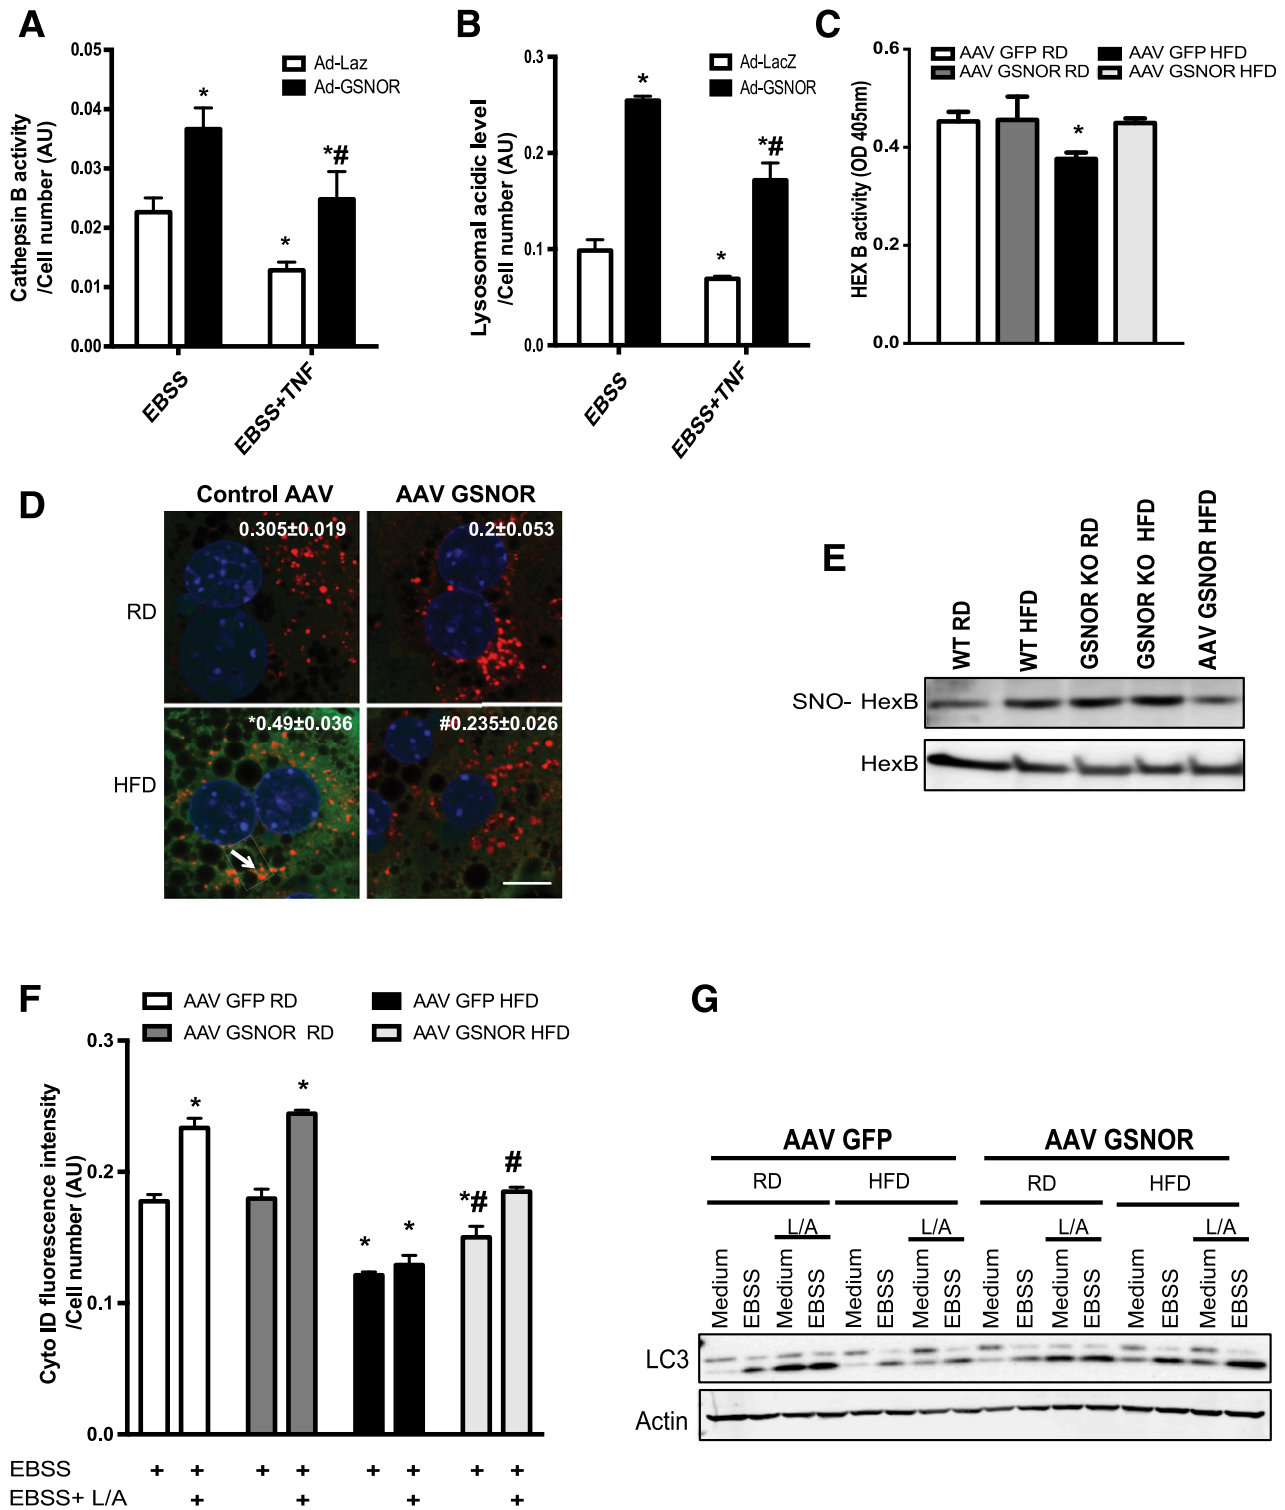 A
Cathepsin B activity
/Cell number (AU)
0.05
0.04
0.03
0.02
0.01
0.00
Ad-Laz
Ad-GSNOR
*
*
*#
EBSS
EBSS+TNF
B
Lysosomal acidic level
/Cell number (AU)
0.3
0.2
0.1
0.0
Ad-LacZ
Ad-GSNOR
*
*
*#
EBSS
EBSS+TNF
C
HEX B activity (OD 405nm)
0.6
0.4
0.2
0.0
AAV GFP RD
AAV GFP HFD
AAV GSNOR RD
AAV GSNOR HFD
*
D
Control AAV
AAV GSNOR
RD
0.305±0.019
0.2±0.053
HFD
*0.49±0.036
#0.235±0.026
E
WT RD
WT HFD
GSNOR KO RD
GSNOR KO HFD
AAV GSNOR HFD
SNO- HexB
HexB
F
AAV GFP RD
AAV GFP HFD
AAV GSNOR RD
AAV GSNOR HFD
Cyto ID fluorescence intensity
/Cell number (AU)
0.3
0.2
0.1
0.0
*
*
*
*
*#
#
EBSS + + + + + + + +
EBSS+ L/A + + + +
G
AAV GFP
AAV GSNOR
RD HFD RD HFD
L/A L/A L/A L/A
Medium EBSS Medium EBSS Medium EBSS Medium EBSS Medium EBSS Medium EBSS Medium EBSS Medium EBSS
LC3
Actin